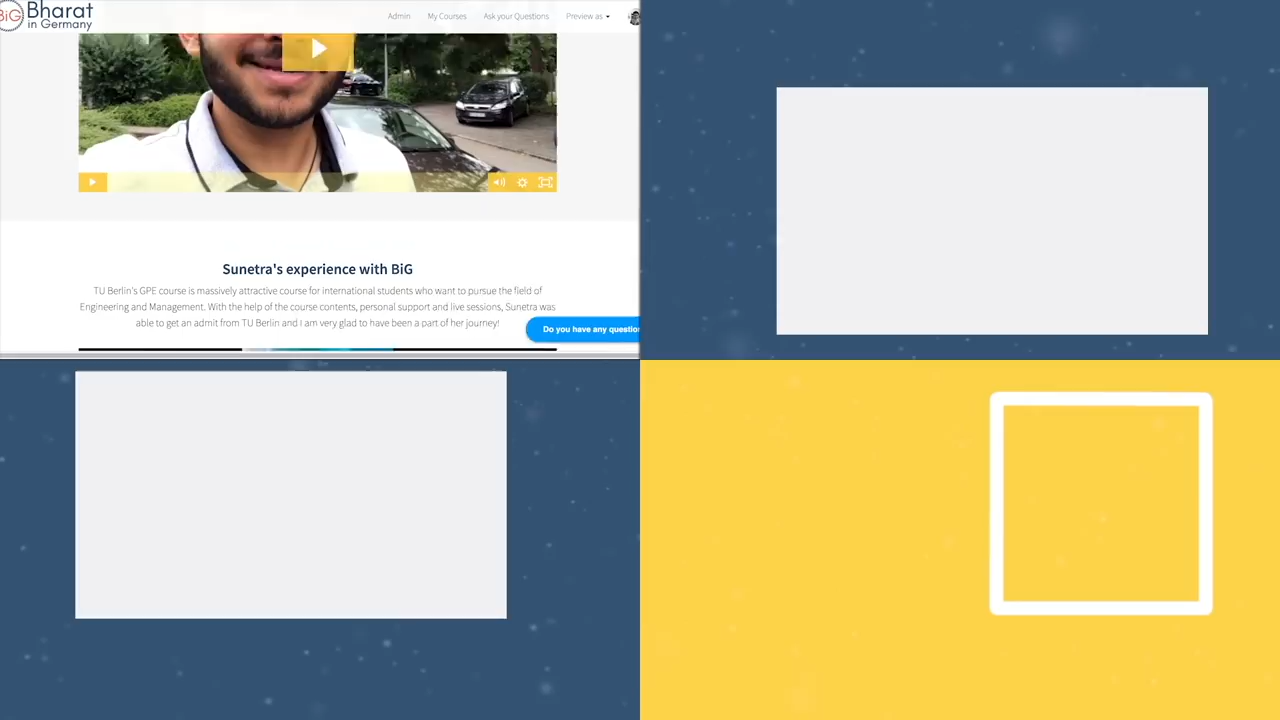 BiG Bharat
in Germany
Admin My Courses Ask your Questions Preview as
Sunetra's experience with BiG
TU Berlin's GPE course is massively attractive course for international students who want to pursue the field of
Engineering and Management. With the help of the course contents, personal support and live sessions, Sunetra was
able to get an admit from TU Berlin and I am very glad to have been a part of her journey!
Do you have any question